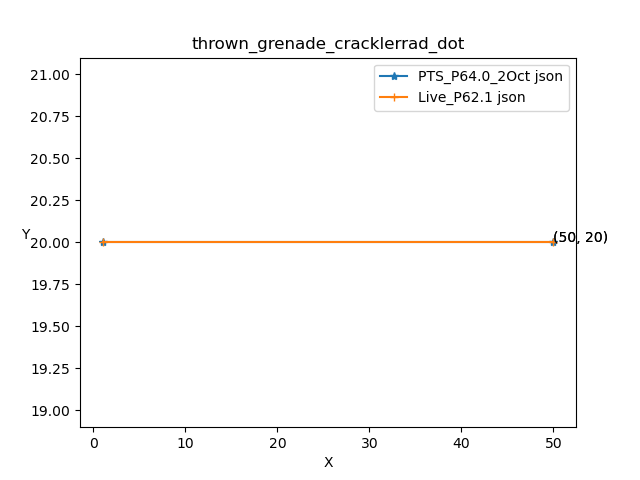 thrown_grenade_cracklerrad_dot
PTS_P64.0_2Oct json
Live_P62.1 json
21.00
20.75
20.50
20.25
Y
20.00
(50, 20)
19.75
19.50
19.25
19.00
0 10 20 30 40 50
X